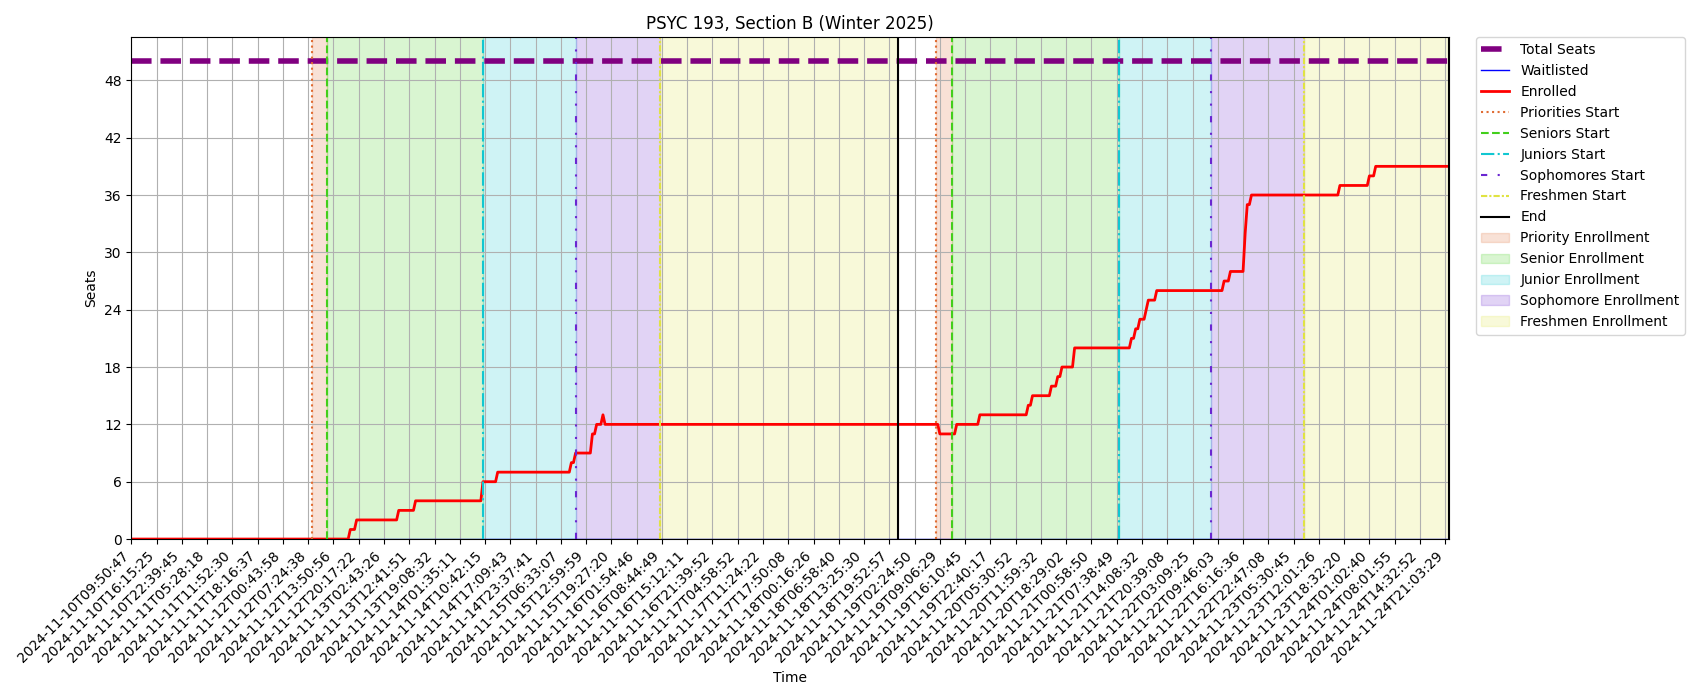 PSYC 193, Section B (Winter 2025)
Seats
48
42
36
30
24
18
12
6
0
2024-11-10T09:50:47
2024-11-10T16:15:25
2024-11-10T22:39:45
2024-11-11T05:28:18
2024-11-11T11:52:30
2024-11-11T18:16:37
2024-11-12T00:43:58
2024-11-12T07:24:38
2024-11-12T13:50:56
2024-11-12T20:17:22
2024-11-13T02:43:26
2024-11-13T12:41:51
2024-11-13T19:08:32
2024-11-14T01:35:11
2024-11-14T10:42:15
2024-11-14T17:09:43
2024-11-14T23:37:41
2024-11-15T06:33:07
2024-11-15T12:59:59
2024-11-15T19:27:20
2024-11-16T01:54:46
2024-11-16T08:44:49
2024-11-16T15:12:11
2024-11-16T21:39:52
2024-11-17T04:58:52
2024-11-17T11:24:22
2024-11-17T17:50:08
2024-11-18T00:16:26
2024-11-18T06:58:40
2024-11-18T13:25:30
2024-11-18T19:52:57
2024-11-19T02:24:50
2024-11-19T09:06:29
2024-11-19T16:10:45
2024-11-19T22:40:17
2024-11-20T05:30:52
2024-11-20T11:59:32
2024-11-20T18:29:02
2024-11-21T00:58:50
2024-11-21T07:38:49
2024-11-21T14:08:32
2024-11-21T20:39:08
2024-11-22T03:09:25
2024-11-22T09:46:03
2024-11-22T16:16:36
2024-11-22T22:47:08
2024-11-23T05:30:45
2024-11-23T12:01:26
2024-11-23T18:32:20
2024-11-24T01:02:40
2024-11-24T08:01:55
2024-11-24T14:32:52
2024-11-24T21:03:29
Time
Total Seats
Waitlisted
Enrolled
Priorities Start
Seniors Start
Juniors Start
Sophomores Start
Freshmen Start
End
Priority Enrollment
Senior Enrollment
Junior Enrollment
Sophomore Enrollment
Freshmen Enrollment